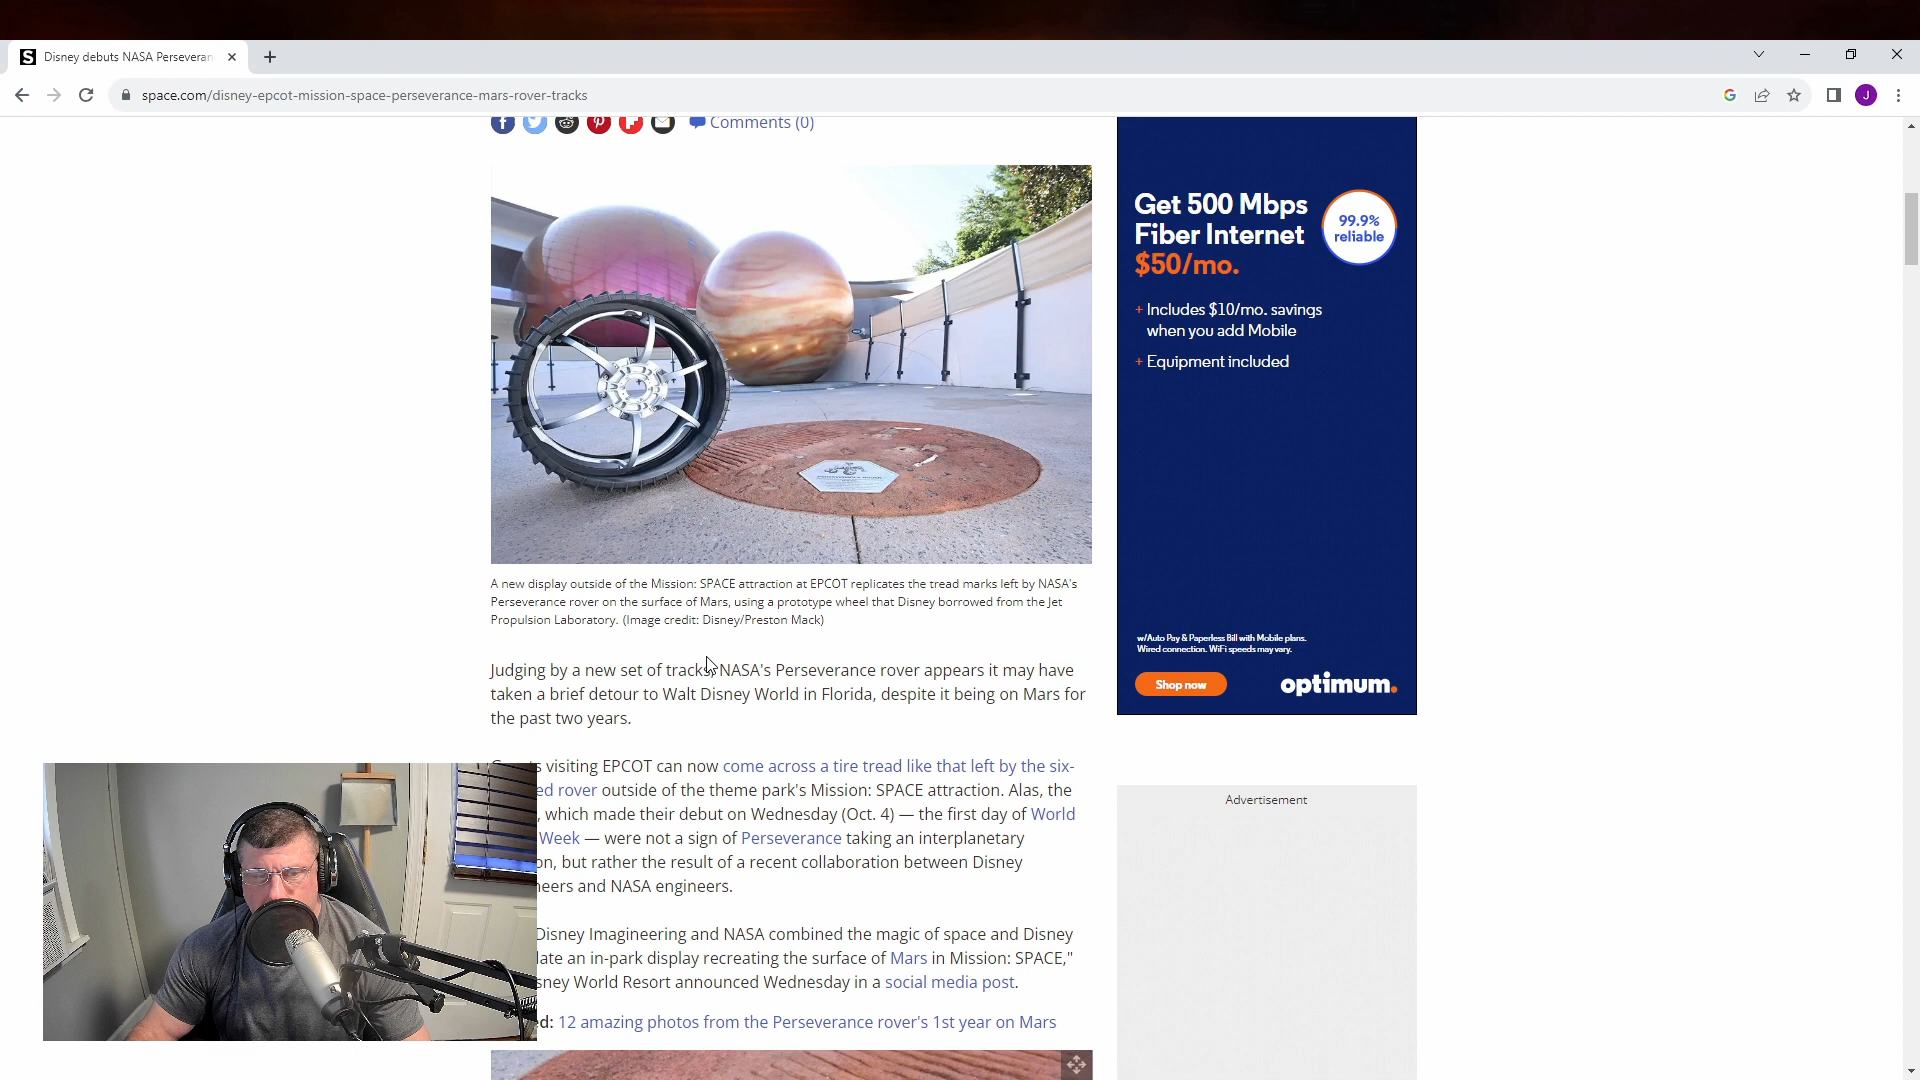 Disney debuts NASA Perseveran
space.com/disney-epcot-mission-space-perseverance-mars-rover-tracks
J
Comments (0)
A new display outside of the Mission: SPACE attraction at EPCOT replicates the tread marks left by NASA's
Perseverance rover on the surface of Mars, using a prototype wheel that Disney borrowed from the Jet
Propulsion Laboratory. (Image credit: Disney/Preston Mack)
Judging by a new set of tracks, NASA's Perseverance rover appears it may have
taken a brief detour to Walt Disney World in Florida, despite it being on Mars for
the past two years.
visiting EPCOT can now come across a tire tread like that left by the six-
ed rover outside of the theme park's Mission: SPACE attraction. Alas, the
, which made their debut on Wednesday (Oct. 4) — the first day of World
Week — were not a sign of Perseverance taking an interplanetary
on, but rather the result of a recent collaboration between Disney
neers and NASA engineers.
Disney Imagineering and NASA combined the magic of space and Disney
ate an in-park display recreating the surface of Mars in Mission: SPACE,"
sney World Resort announced Wednesday in a social media post.
ed: 12 amazing photos from the Perseverance rover's 1st year on Mars
Get 500 Mbps
Fiber Internet
$50/mo.
99.9%
reliable
+ Includes $10/mo. savings
when you add Mobile
+ Equipment included
w/Auto Pay & Paperless Bill with Mobile plans.
Wired connection. WiFi speeds may vary.
Shop now
optimum.
Advertisement